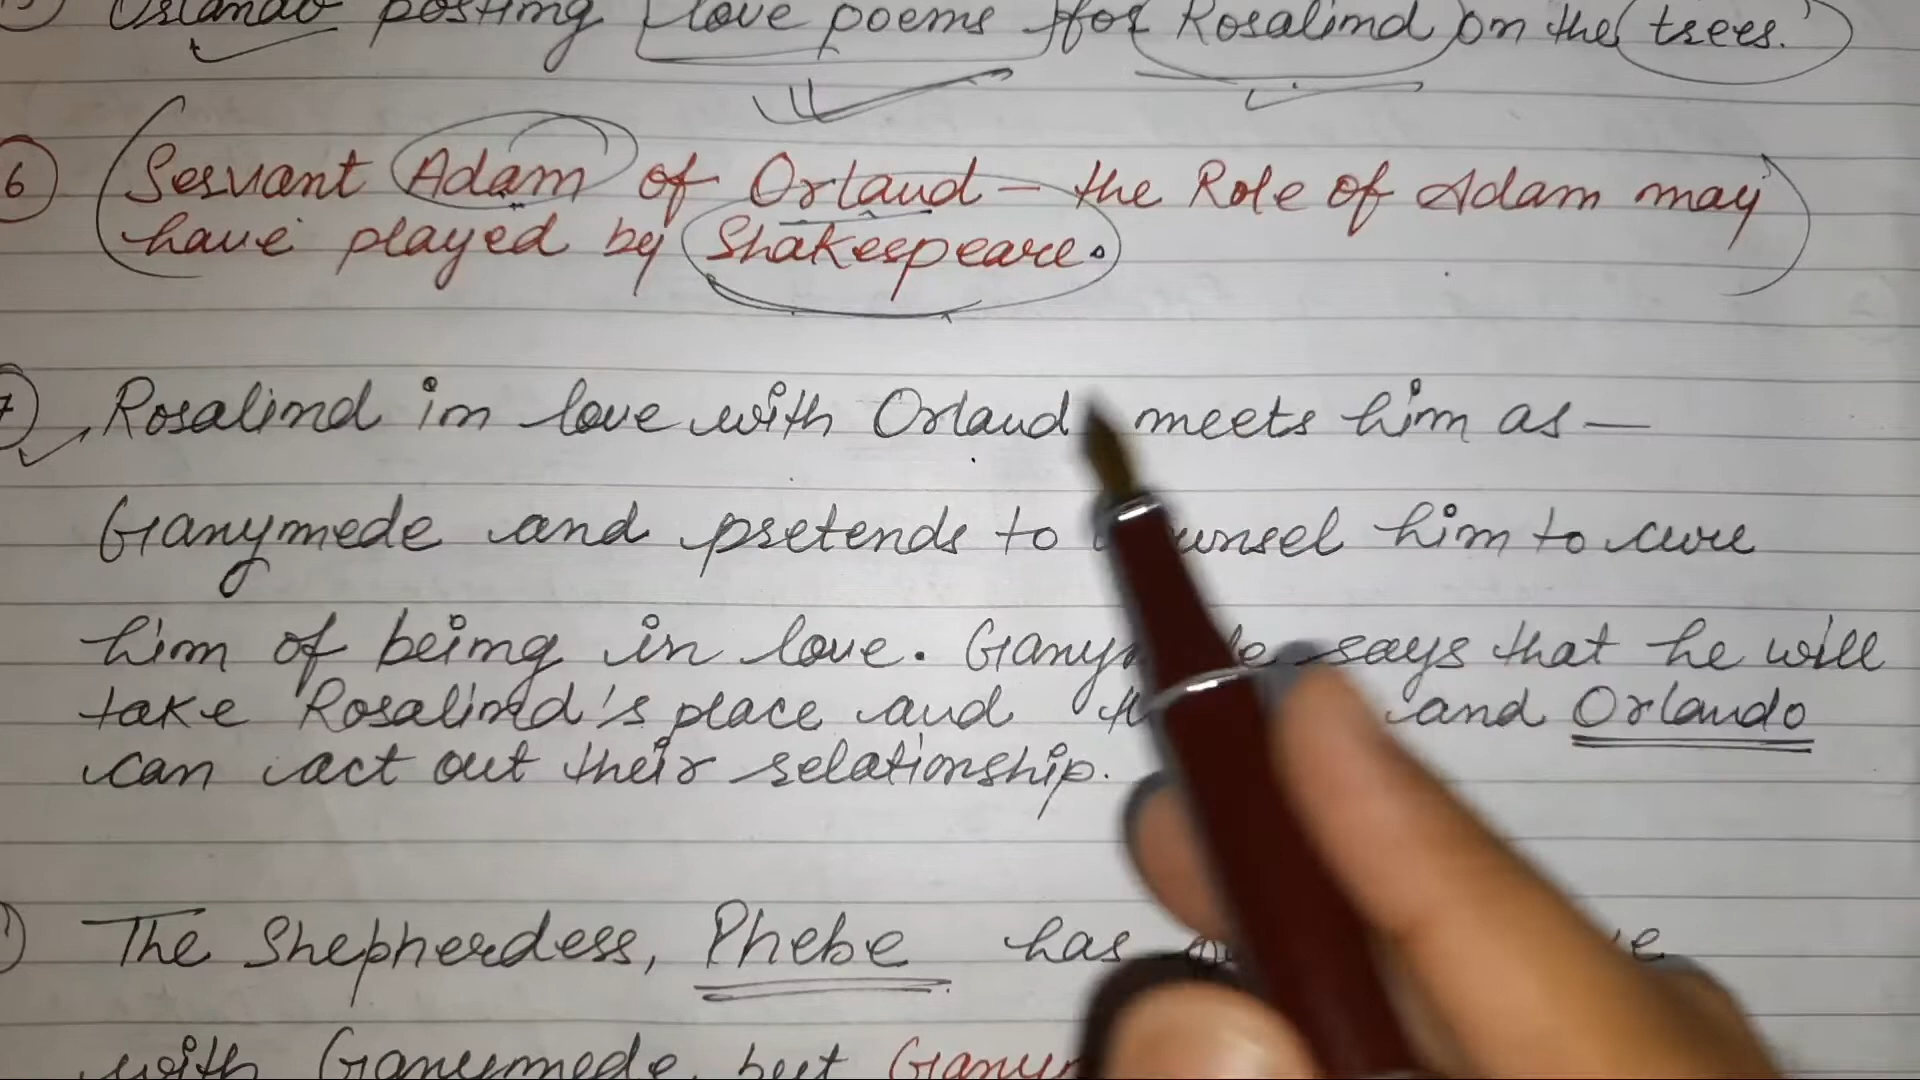 Orlando posting love poems for Rosalind on the trees.
6 Servant Adam of Orlaud - the Role of Adam may
have played by Shakespeare.
7 Rosalind in love with Orlaud meets him as -
Ganymede and pretends to counsel him to cure
him of being in love. Ganymede says that he will
take Rosalind's place and and Orlando
can act out their relationship.
The Shepherdess, Phebe has
with Ganymede, but